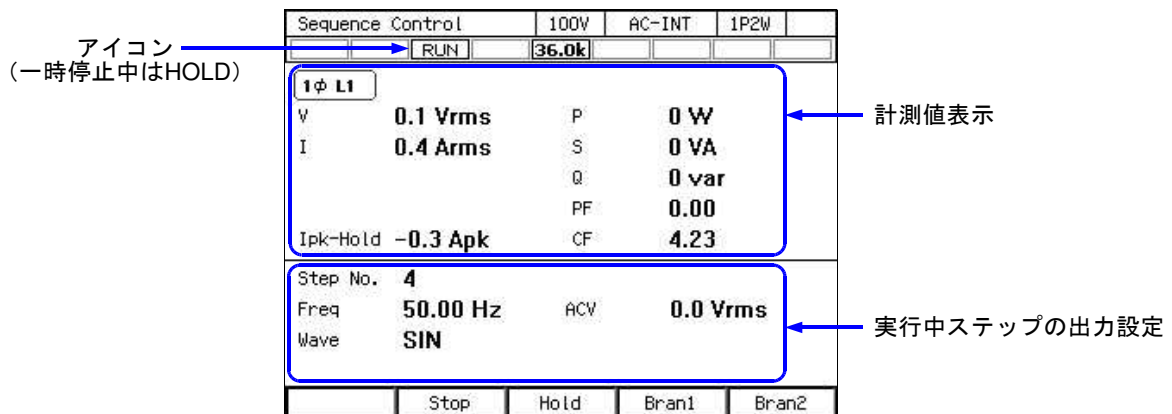 Sequence Control 100V AC-INT 1P2W
アイコン
(一時停止中はHOLD)
RUN 36.0k
1φ L1
V 0.1 Vrms P 0 W
計測値表示
I 0.4 Arms S 0 VA
Q 0 var
PF 0.00
Ipk-Hold -0.3 Apk CF 4.23
Step No. 4
Freq 50.00 Hz ACV 0.0 Vrms
実行中ステップの出力設定
Wave SIN
Stop Hold Bran1 Bran2